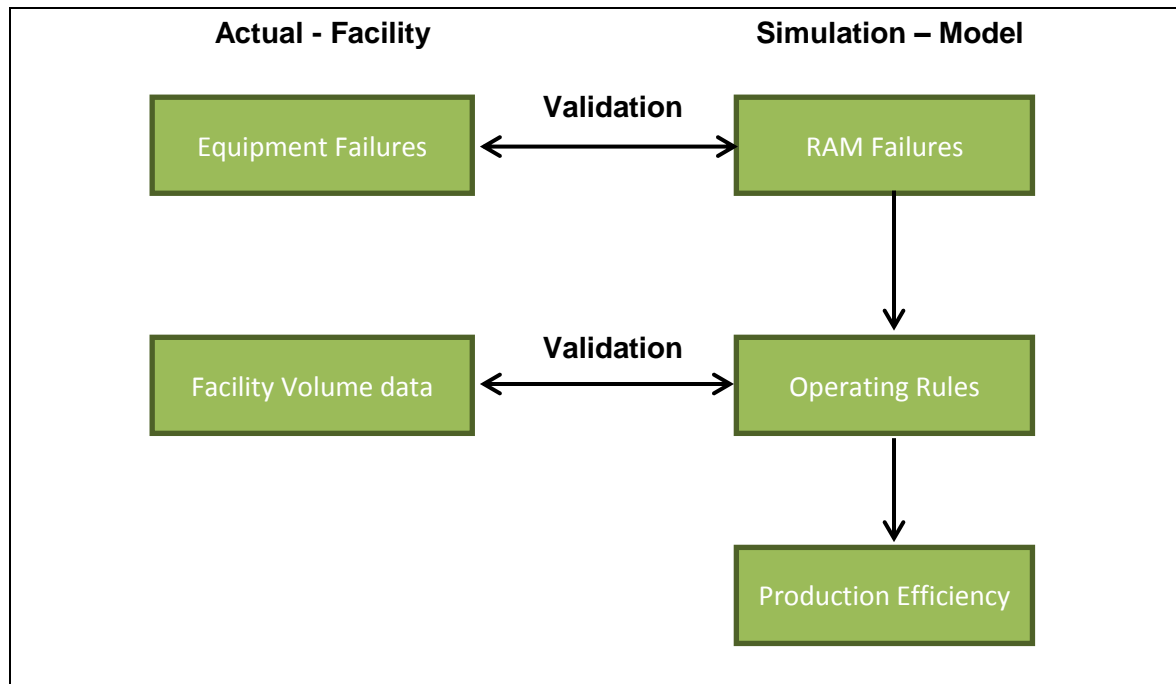 Actual - Facility
Simulation – Model
Equipment Failures
Validation
RAM Failures
Facility Volume data
Validation
Operating Rules
Production Efficiency